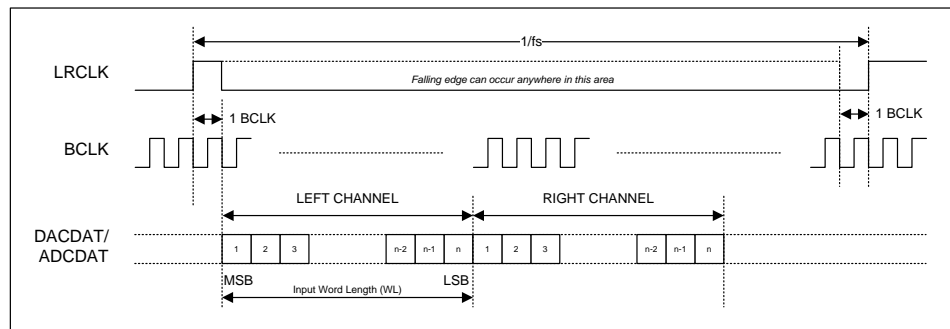 1/fs
LRCLK
Falling edge can occur anywhere in this area
1 BCLK
1 BCLK
BCLK
LEFT CHANNEL
RIGHT CHANNEL
DACDAT/
ADCDAT
1 2 3 n-2 n-1 n 1 2 3 n-2 n-1 n
MSB
LSB
Input Word Length (WL)